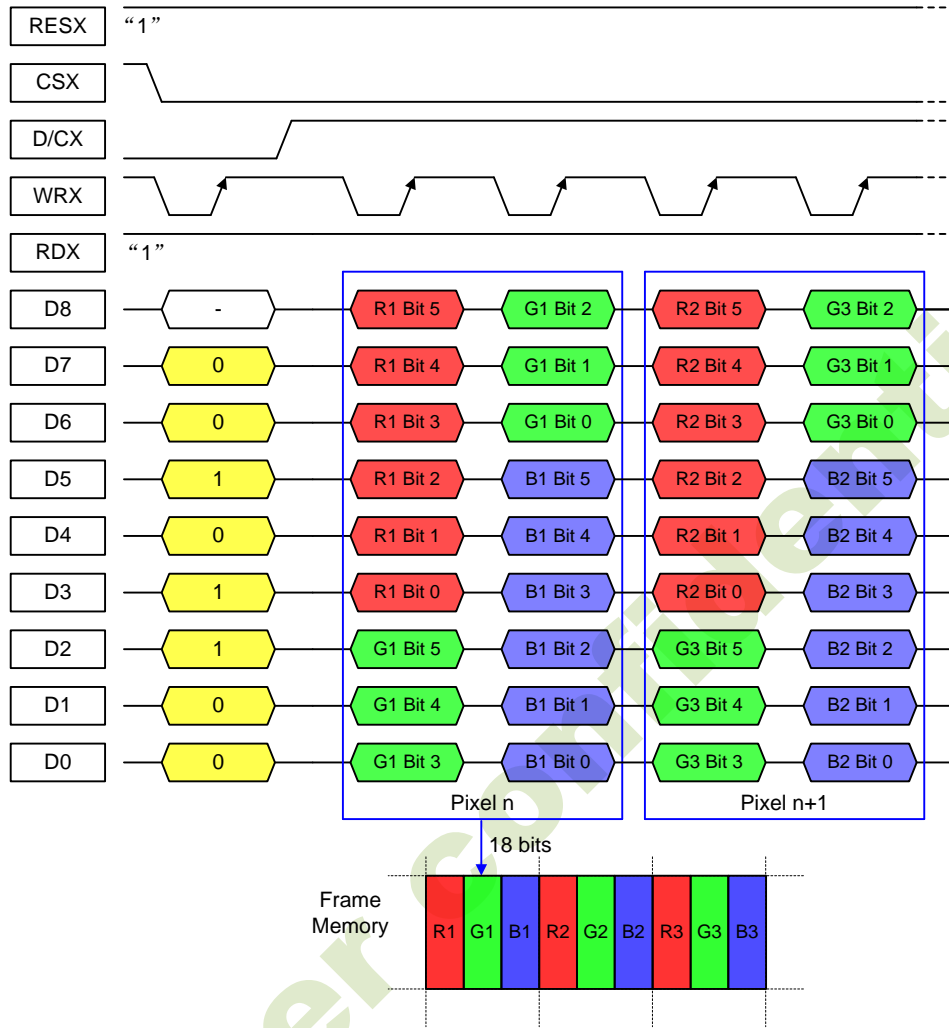 RESX “1”
CSX
D/CX
WRX
RDX “1”
D8 - R1 Bit 5 G1 Bit 2 R2 Bit 5 G3 Bit 2
D7 0 R1 Bit 4 G1 Bit 1 R2 Bit 4 G3 Bit 1
D6 0 R1 Bit 3 G1 Bit 0 R2 Bit 3 G3 Bit 0
D5 1 R1 Bit 2 B1 Bit 5 R2 Bit 2 B2 Bit 5
D4 0 R1 Bit 1 B1 Bit 4 R2 Bit 1 B2 Bit 4
D3 1 R1 Bit 0 B1 Bit 3 R2 Bit 0 B2 Bit 3
D2 1 G1 Bit 5 B1 Bit 2 G3 Bit 5 B2 Bit 2
D1 0 G1 Bit 4 B1 Bit 1 G3 Bit 4 B2 Bit 1
D0 0 G1 Bit 3 B1 Bit 0 G3 Bit 3 B2 Bit 0
Pixel n Pixel n+1
18 bits
Frame
Memory
R1 G1 B1 R2 G2 B2 R3 G3 B3
er confidenti